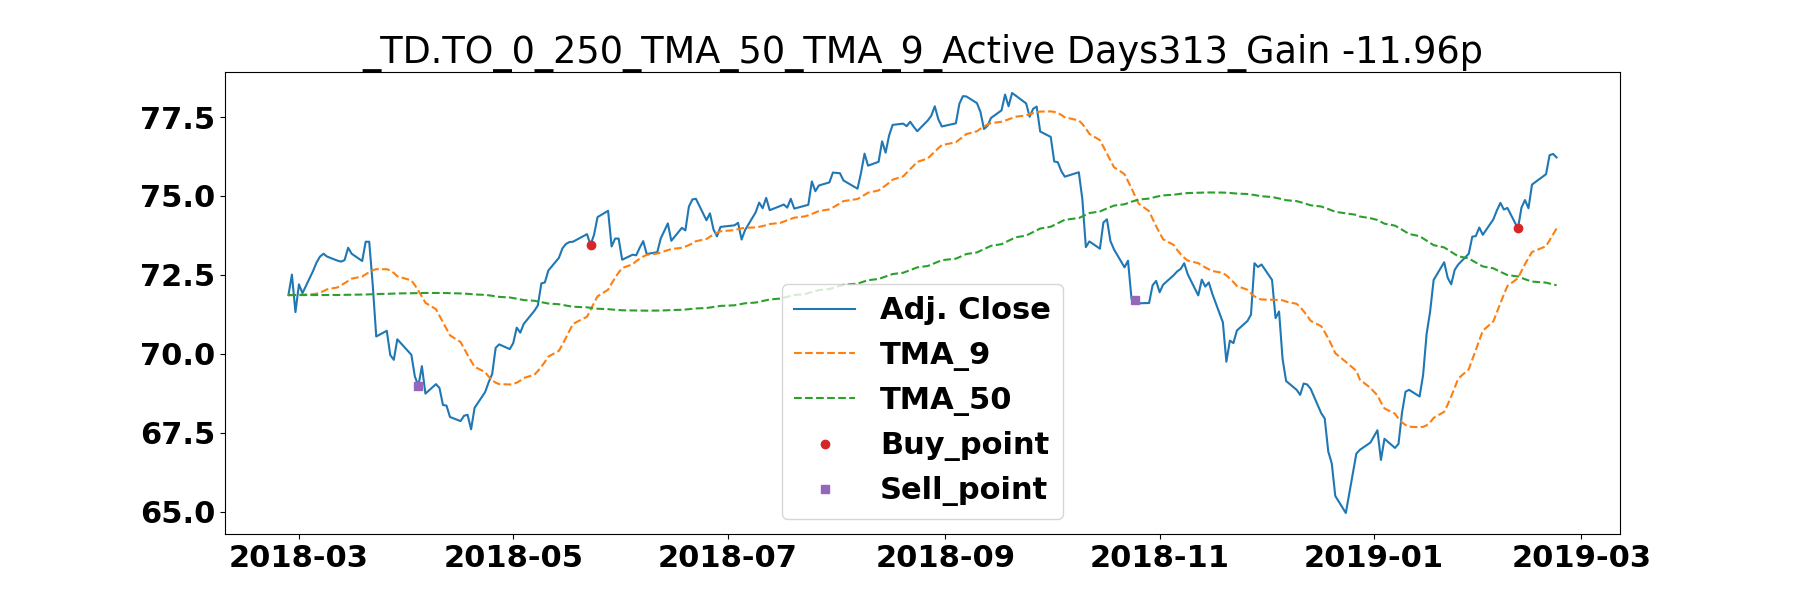 _TD.TO_0_250_TMA_50_TMA_9_Active Days313_Gain -11.96p
77.5
75.0
72.5
70.0
67.5
65.0
Adj. Close
TMA_9
TMA_50
Buy_point
Sell_point
2018-03 2018-05 2018-07 2018-09 2018-11 2019-01 2019-03